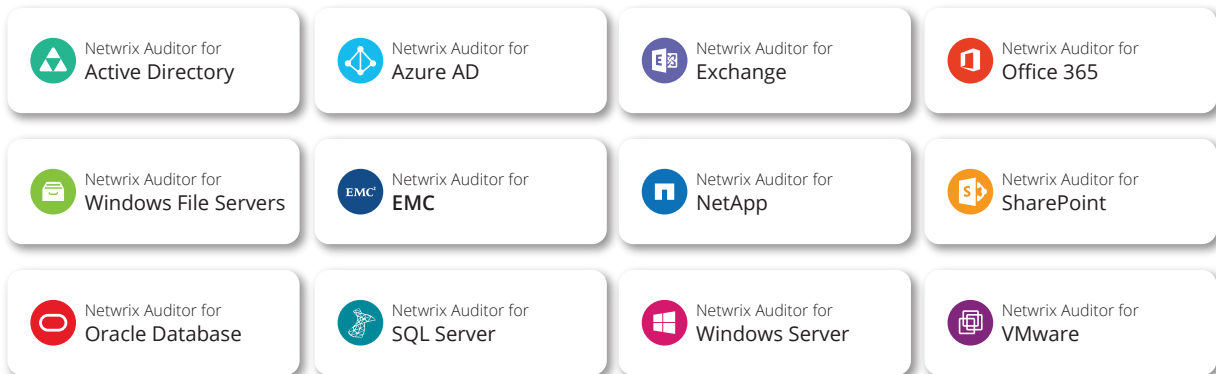 Netwrix Auditor for
Active Directory
Netwrix Auditor for
Azure AD
Netwrix Auditor for
Exchange
Netwrix Auditor for
Office 365
Netwrix Auditor for
Windows File Servers
EMC²
Netwrix Auditor for
EMC
Netwrix Auditor for
NetApp
S
Netwrix Auditor for
SharePoint
Netwrix Auditor for
Oracle Database
Netwrix Auditor for
SQL Server
Netwrix Auditor for
Windows Server
Netwrix Auditor for
VMware